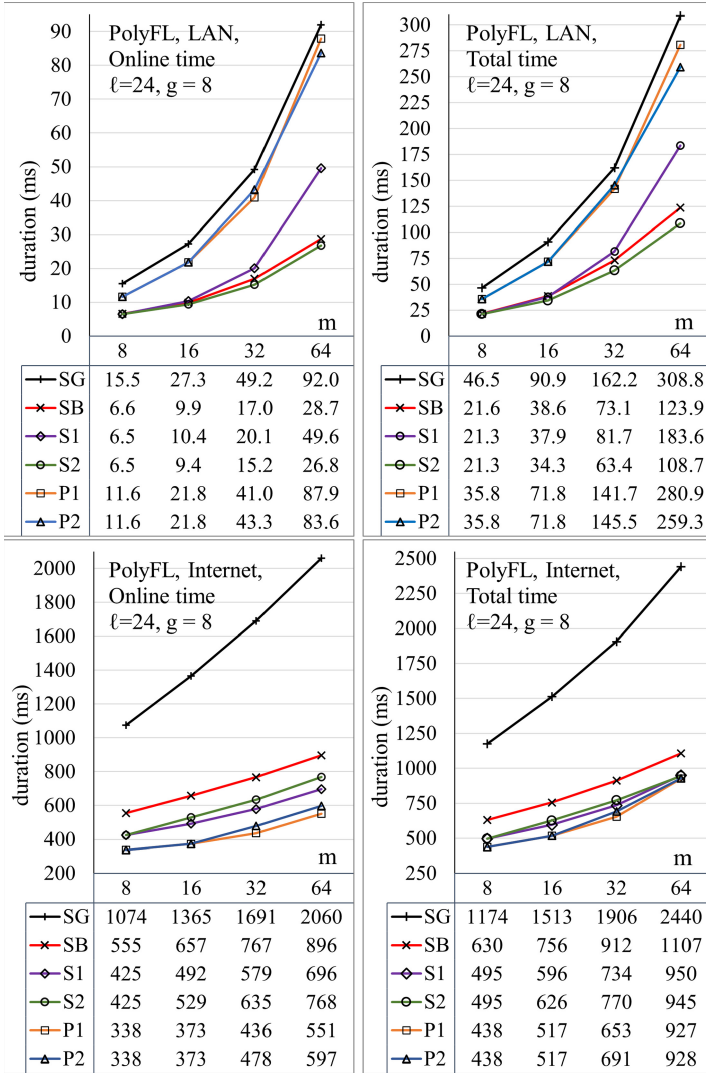 PolyFL, LAN,
Online time
ℓ=24, g = 8
duration (ms)
90
80
70
60
50
40
30
20
10
0
m
8 16 32 64
SG 15.5 27.3 49.2 92.0
SB 6.6 9.9 17.0 28.7
S1 6.5 10.4 20.1 49.6
S2 6.5 9.4 15.2 26.8
P1 11.6 21.8 41.0 87.9
P2 11.6 21.8 43.3 83.6
PolyFL, LAN,
Total time
ℓ=24, g = 8
duration (ms)
300
275
250
225
200
175
150
125
100
75
50
25
0
m
8 16 32 64
SG 46.5 90.9 162.2 308.8
SB 21.6 38.6 73.1 123.9
S1 21.3 37.9 81.7 183.6
S2 21.3 34.3 63.4 108.7
P1 35.8 71.8 141.7 280.9
P2 35.8 71.8 145.5 259.3
PolyFL, Internet,
Online time
ℓ=24, g = 8
duration (ms)
2000
1800
1600
1400
1200
1000
800
600
400
200
m
8 16 32 64
SG 1074 1365 1691 2060
SB 555 657 767 896
S1 425 492 579 696
S2 425 529 635 768
P1 338 373 436 551
P2 338 373 478 597
PolyFL, Internet,
Total time
ℓ=24, g = 8
duration (ms)
2500
2250
2000
1750
1500
1250
1000
750
500
250
m
8 16 32 64
SG 1174 1513 1906 2440
SB 630 756 912 1107
S1 495 596 734 950
S2 495 626 770 945
P1 438 517 653 927
P2 438 517 691 928